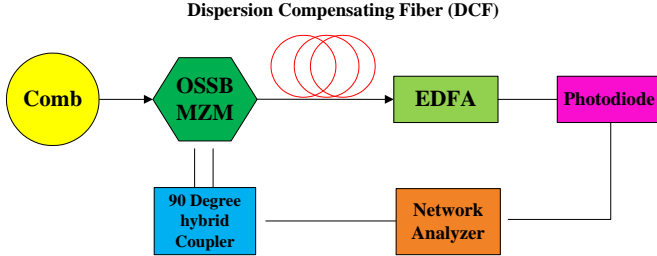 Dispersion Compensating Fiber (DCF)
Comb
OSSB
MZM
EDFA
Photodiode
90 Degree
hybrid
Coupler
Network
Analyzer